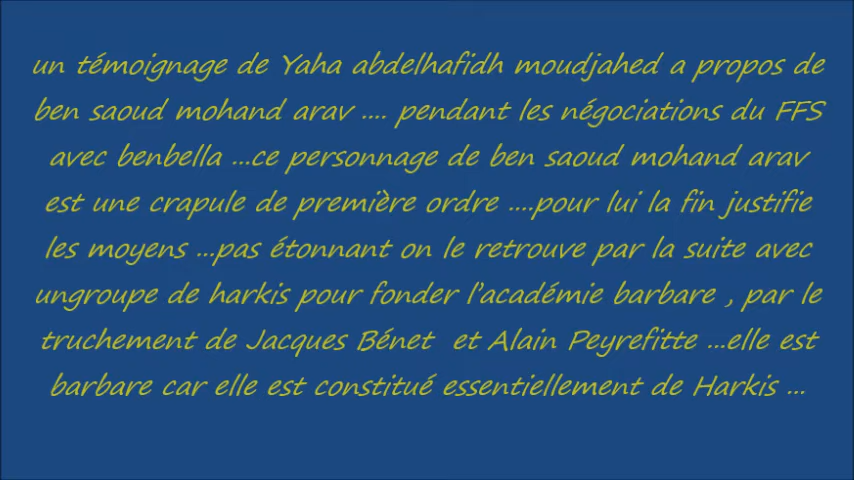 un témoignage de Yaha abdelhafidh moudjahed a propos de
ben saoud mohand arav .... pendant les négociations du FFS
avec benbella ...ce personnage de ben saoud mohand arav
est une crapule de première ordre ....pour lui la fin justifie
les moyens ...pas étonnant on le retrouve par la suite avec
ungroupe de harkis pour fonder l'académie barbare , par le
truchement de Jacques Bénet et Alain Peyrefitte ...elle est
barbare car elle est constitué essentiellement de Harkis ...